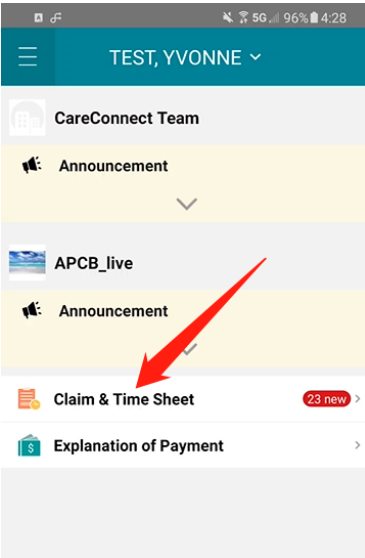 A 5G 96% 4:28
TEST, YVONNE
CareConnect Team
Announcement
APCB_live
Announcement
Claim & Time Sheet 23 new
$ Explanation of Payment